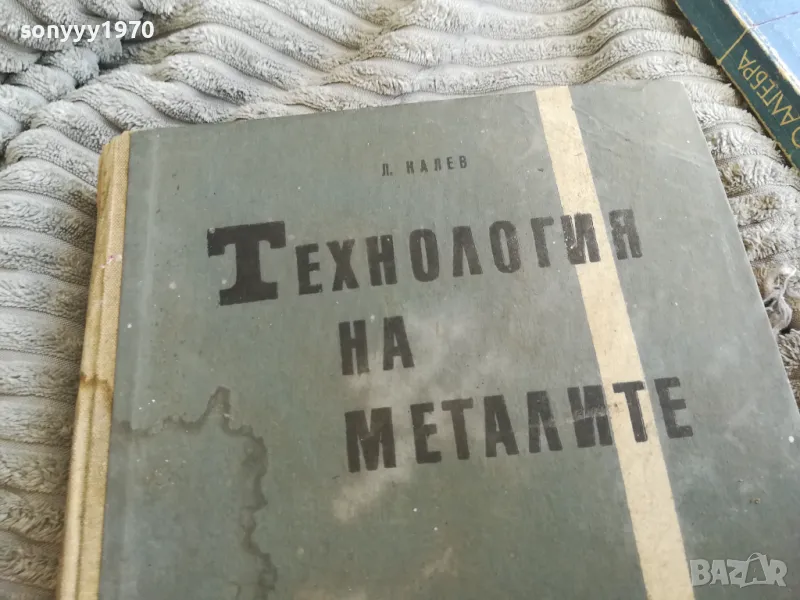 sonyyy1970
Л. КАЛЕВ
ТЕХНОЛОГИЯ
НА
МЕТАЛИТЕ
АЛГЕБРА
BAZAR